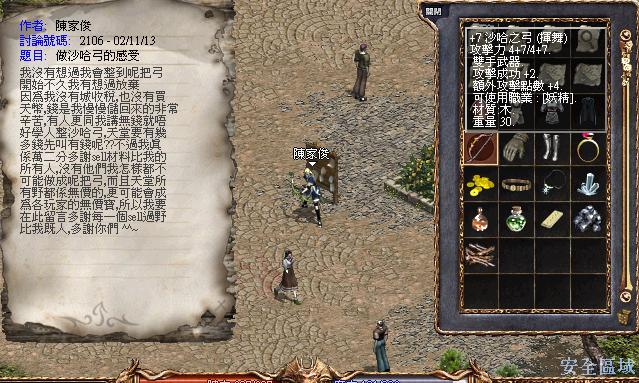 作者: 陳家俊
討論號碼: 2106 - 02/11/13
題目: 做沙哈弓的感受
我沒有想過我會整到呢把弓
開始不久我有想過放棄
因為我沒有城收稅,也沒有買
天幣,錢是我慢慢儲回來的非常
辛苦,有人更同我講無錢就唔
好學人整沙哈弓,天堂要有幾
多錢先叫有錢呢??不過我真
係萬二分多謝sell材料比我的
所有人,沒有他們我怎樣都不
可能做成呢把弓,而且天堂所
有野都係無價的,更可能會成
為各玩家的無價寶,所以我要
在此留言多謝每一個sell過野
比我既人,多謝你們 ^^~
陳家俊
關閉
+7 沙哈之弓 (揮舞)
攻擊力 4+7/4+7.
雙手武器.
攻擊成功 +2.
額外攻擊點數 +4.
可使用職業 : [妖精].
材質 木.
重量 30.
安全區域